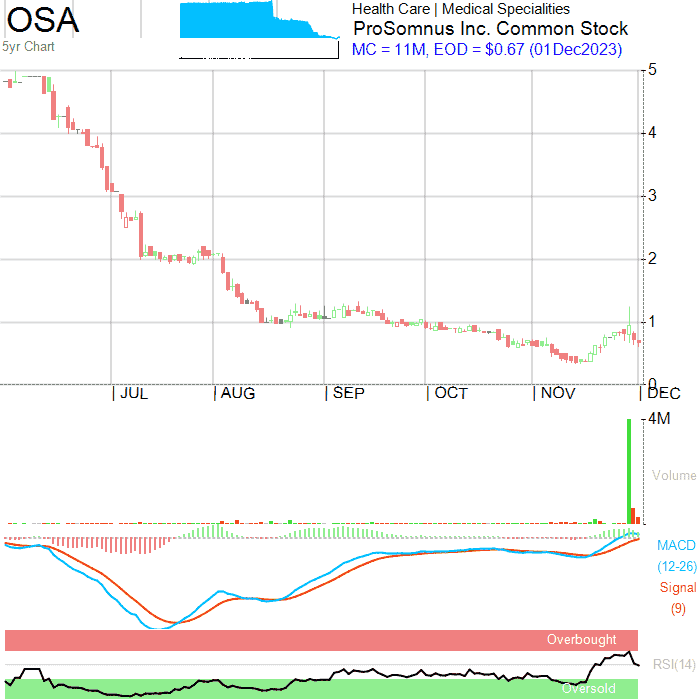 OSA
5yr Chart
Health Care | Medical Specialities
ProSomnus Inc. Common Stock
MC = 11M, EOD = $0.67 (01Dec2023)
5
4
3
2
1
0
| JUL | AUG | SEP | OCT | NOV | DEC
4M
Volume
MACD
(12-26)
Signal
(9)
Overbought
RSI(14)
Oversold